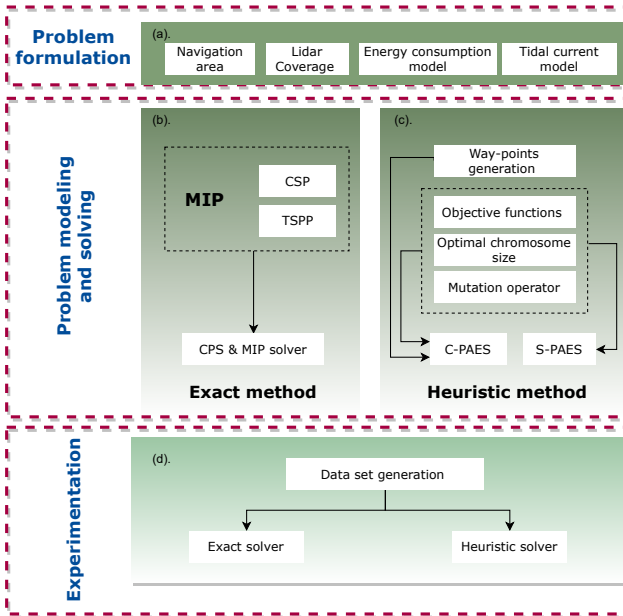 Problem
formulation
(a).
Navigation
area
Lidar
Coverage
Energy consumption
model
Tidal current
model
Problem modeling
and solving
(b).
MIP
CSP
TSPP
CPS & MIP solver
Exact method
(c).
Way-points
generation
Objective functions
Optimal chromosome
size
Mutation operator
C-PAES
S-PAES
Heuristic method
Experimentation
(d).
Data set generation
Exact solver
Heuristic solver